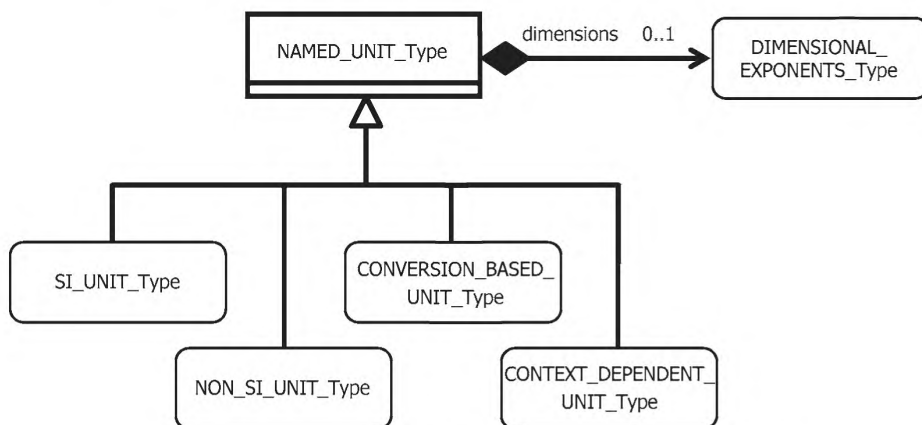 NAMED_UNIT_Type
dimensions 0..1
DIMENSIONAL_
EXPONENTS_Type
SI_UNIT_Type
CONVERSION_BASED_
UNIT_Type
NON_SI_UNIT_Type
CONTEXT_DEPENDENT_
UNIT_Type